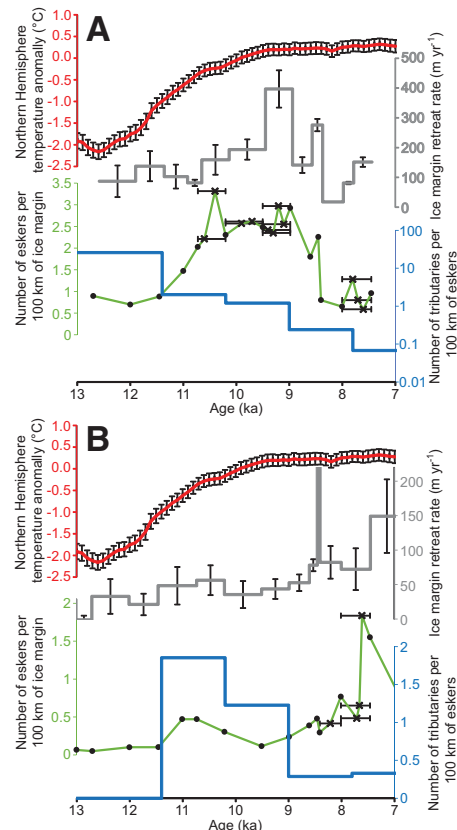 A
Northern Hemisphere
temperature anomally (°C)
1.0
0.5
0.0
-0.5
-1.0
-1.5
-2.0
-2.5
Ice margin retreat rate (m yr⁻¹)
500
400
300
200
100
0
Number of eskers per
100 km of ice margin
3.5
3
2.5
2
1.5
1
0.5
0
Number of tributaries per
100 km of eskers
100
10
1
0.1
0.01
13 12 11 10 9 8 7
Age (ka)
B
Northern Hemisphere
temperature anomally (°C)
1.0
0.5
0.0
-0.5
-1.0
-1.5
-2.0
-2.5
Ice margin retreat rate (m yr⁻¹)
200
150
100
50
0
Number of eskers per
100 km of ice margin
2
1.5
1
0.5
0
Number of tributaries per
100 km of eskers
2
1.5
1
0.5
0
13 12 11 10 9 8 7
Age (ka)